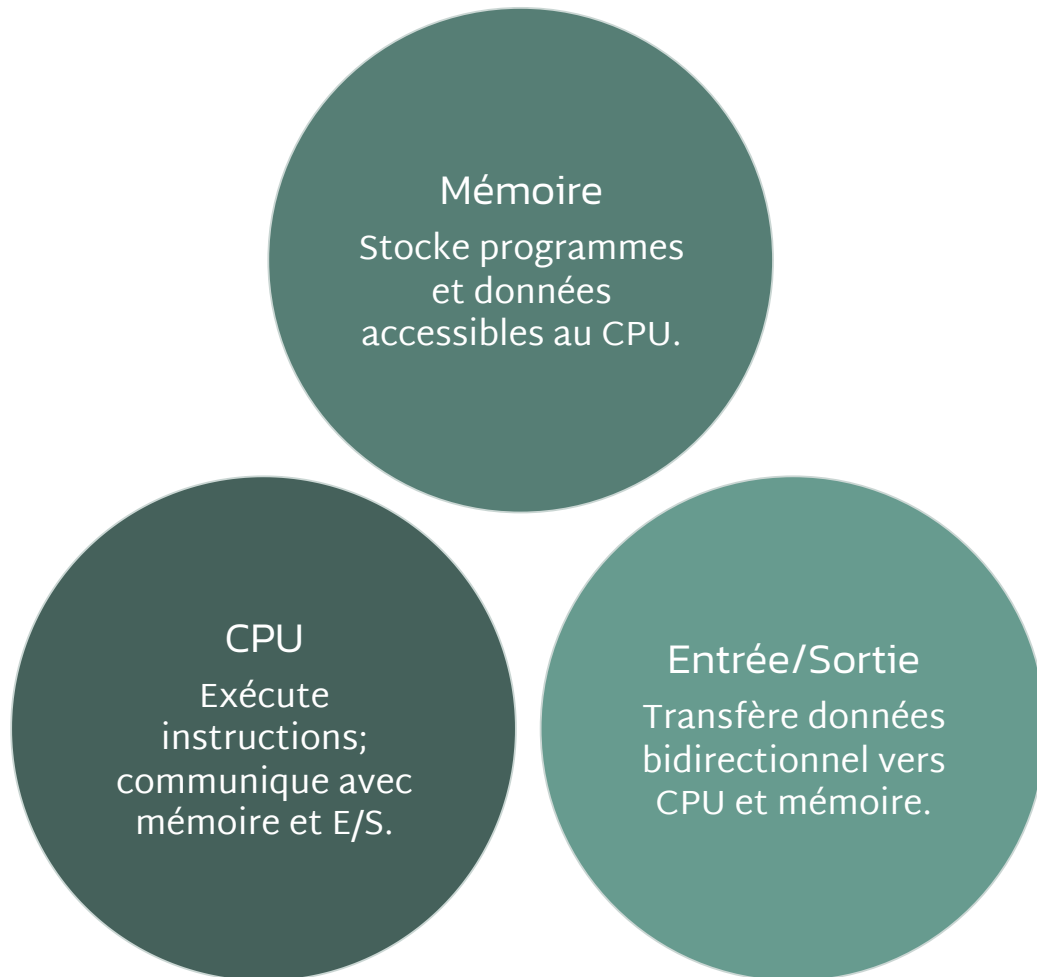 Mémoire
Stocke programmes
et données
accessibles au CPU.
CPU
Exécute
instructions;
communique avec
mémoire et E/S.
Entrée/Sortie
Transfère données
bidirectionnel vers
CPU et mémoire.